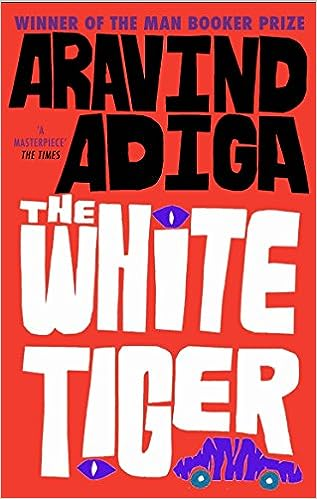 WINNER OF THE MAN BOOKER PRIZE
ARAVIND
ADIGA
'A
MASTERPIECE'
THE TIMES
THE
WHiTE
TiGER